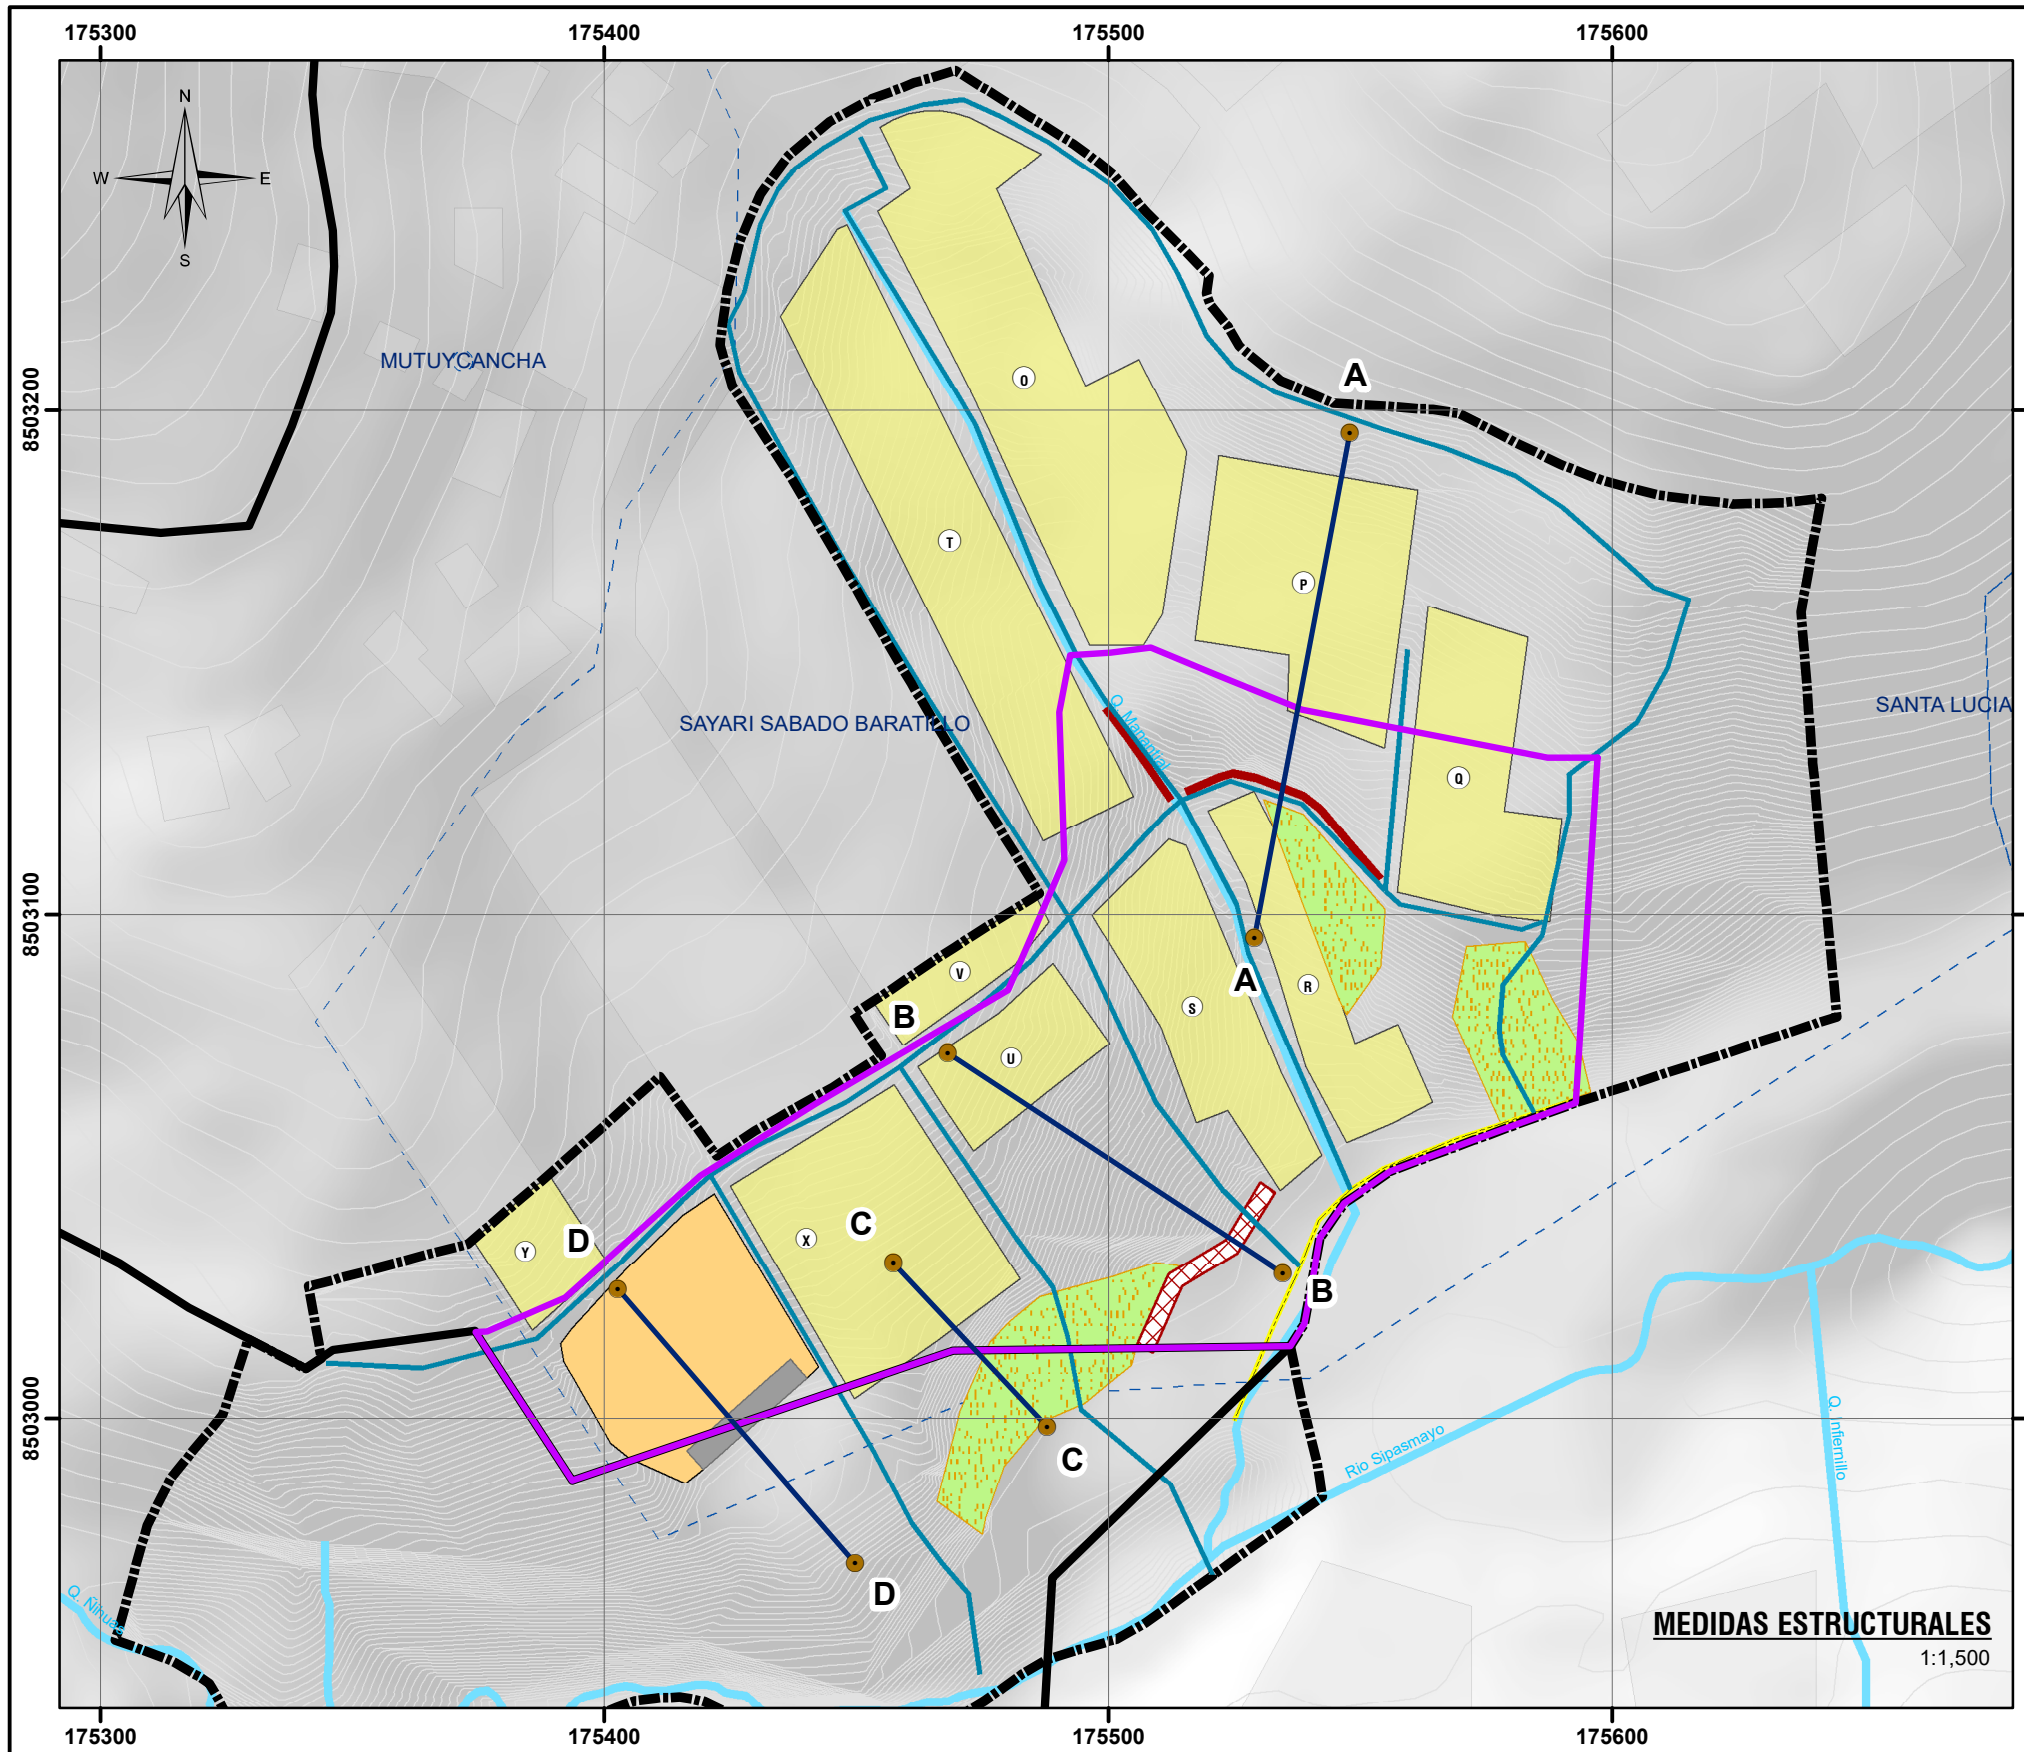 175300 175400 175500 175600
N
W E
S
8503200
8503100
8503000
MUTUYCANCHA
SAYARI SABADO BARATILLO
SANTA LUCIA
A
O
T
P
Q. Manantial
Q
A
R
S
V
B
U
Y
D
X
C
B
C
D
Rio Sipasmayo
Q. Infiernillo
Q. Ñihuas
MEDIDAS ESTRUCTURALES
1:1,500
175300 175400 175500 175600